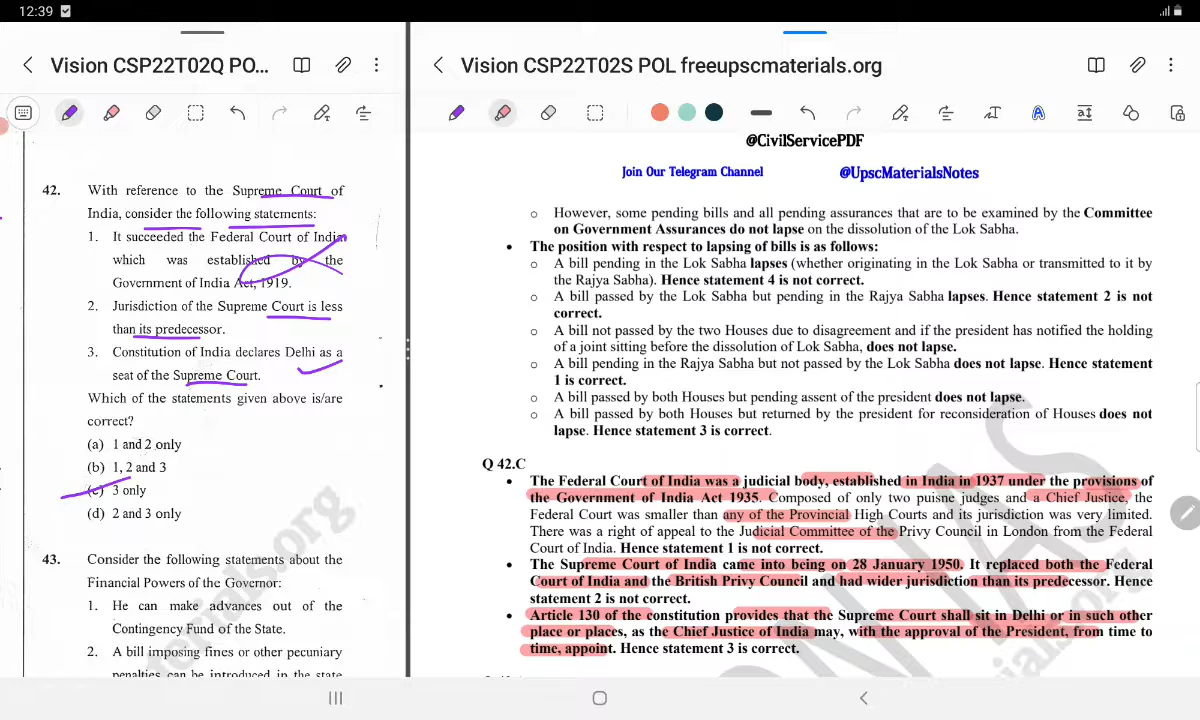 12:39
Vision CSP22T02Q PO...
42. With reference to the Supreme Court of
India, consider the following statements:
1. It succeeded the Federal Court of India
which was established by the
Government of India Act, 1919.
2. Jurisdiction of the Supreme Court is less
than its predecessor.
3. Constitution of India declares Delhi as a
seat of the Supreme Court.
Which of the statements given above is/are
correct?
(a) 1 and 2 only
(b) 1, 2 and 3
(c) 3 only
(d) 2 and 3 only
43. Consider the following statements about the
Financial Powers of the Governor:
1. He can make advances out of the
Contingency Fund of the State.
2. A bill imposing fines or other pecuniary
penalties can be introduced in the state
Vision CSP22T02S POL freeupscmaterials.org
@CivilServicePDF
Join Our Telegram Channel @UpscMaterialsNotes
o However, some pending bills and all pending assurances that are to be examined by the Committee
on Government Assurances do not lapse on the dissolution of the Lok Sabha.
• The position with respect to lapsing of bills is as follows:
o A bill pending in the Lok Sabha lapses (whether originating in the Lok Sabha or transmitted to it by
the Rajya Sabha). Hence statement 4 is not correct.
o A bill passed by the Lok Sabha but pending in the Rajya Sabha lapses. Hence statement 2 is not
correct.
o A bill not passed by the two Houses due to disagreement and if the president has notified the holding
of a joint sitting before the dissolution of Lok Sabha, does not lapse.
o A bill pending in the Rajya Sabha but not passed by the Lok Sabha does not lapse. Hence statement
1 is correct.
o A bill passed by both Houses but pending assent of the president does not lapse.
o A bill passed by both Houses but returned by the president for reconsideration of Houses does not
lapse. Hence statement 3 is correct.
Q 42.C
• The Federal Court of India was a judicial body, established in India in 1937 under the provisions of
the Government of India Act 1935. Composed of only two puisne judges and a Chief Justice, the
Federal Court was smaller than any of the Provincial High Courts and its jurisdiction was very limited.
There was a right of appeal to the Judicial Committee of the Privy Council in London from the Federal
Court of India. Hence statement 1 is not correct.
• The Supreme Court of India came into being on 28 January 1950. It replaced both the Federal
Court of India and the British Privy Council and had wider jurisdiction than its predecessor. Hence
statement 2 is not correct.
• Article 130 of the constitution provides that the Supreme Court shall sit in Delhi or in such other
place or places, as the Chief Justice of India may, with the approval of the President, from time to
time, appoint. Hence statement 3 is correct.